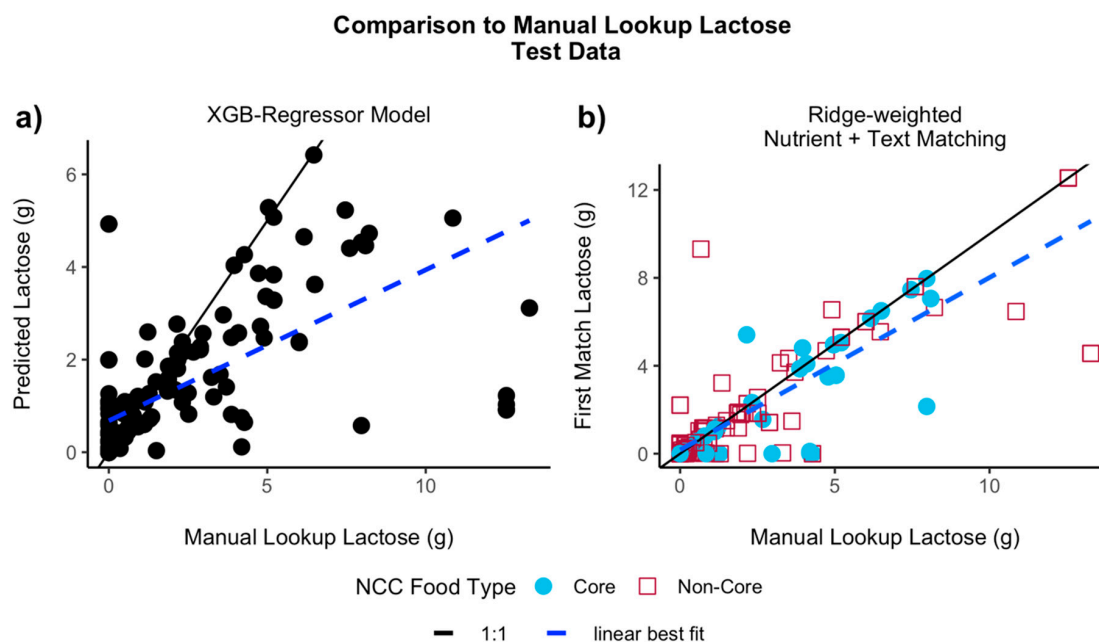 Comparison to Manual Lookup Lactose
Test Data
a)
XGB-Regressor Model
Predicted Lactose (g)
6
4
2
0
0
5
10
Manual Lookup Lactose (g)
b)
Ridge-weighted
Nutrient + Text Matching
First Match Lactose (g)
12
8
4
0
0
5
10
Manual Lookup Lactose (g)
NCC Food Type Core Non-Core
1:1 linear best fit